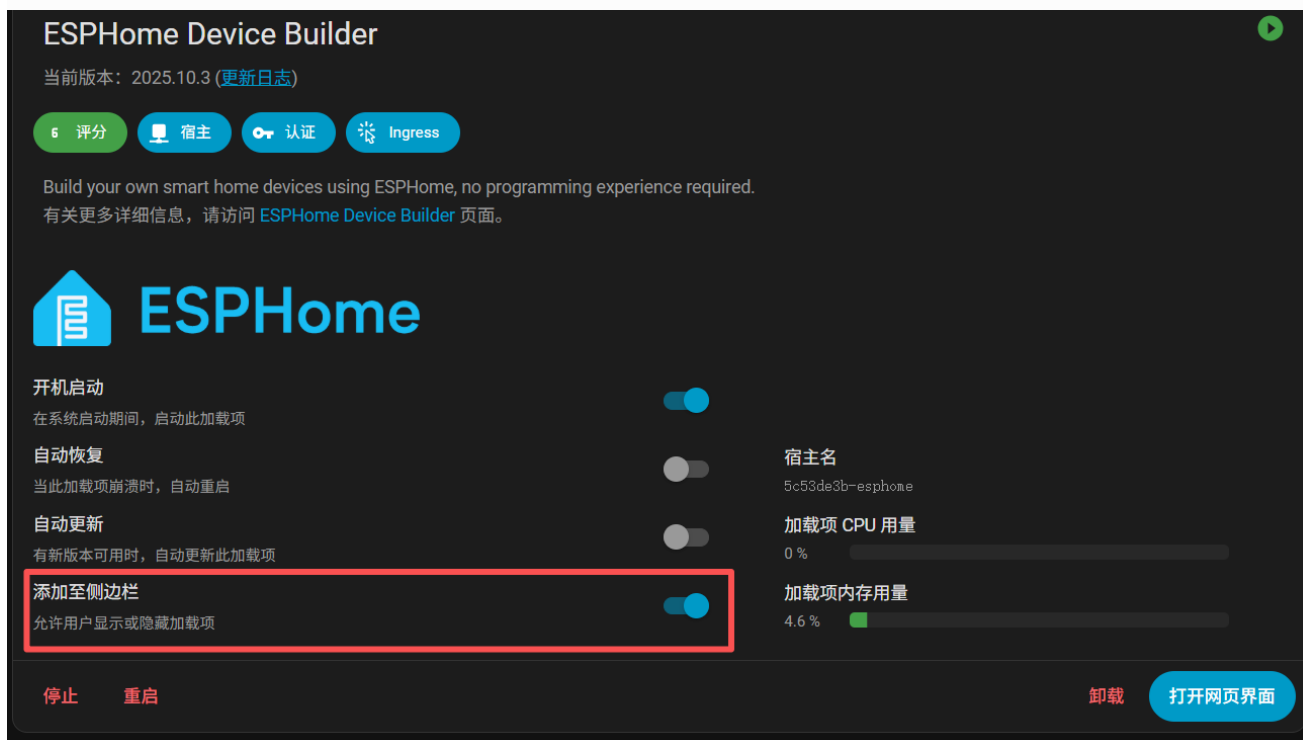 ESPHome Device Builder
当前版本：2025.10.3 (更新日志)
6 评分 宿主 认证 Ingress
Build your own smart home devices using ESPHome, no programming experience required.
有关更多详细信息，请访问 ESPHome Device Builder 页面。
ESPHome
开机启动
在系统启动期间，启动此加载项
自动恢复
当此加载项崩溃时，自动重启
宿主名
5c53de3b-esphome
自动更新
有新版本可用时，自动更新此加载项
加载项 CPU 用量
0 %
添加至侧边栏
允许用户显示或隐藏加载项
加载项内存用量
4.6 %
停止 重启 卸载 打开网页界面